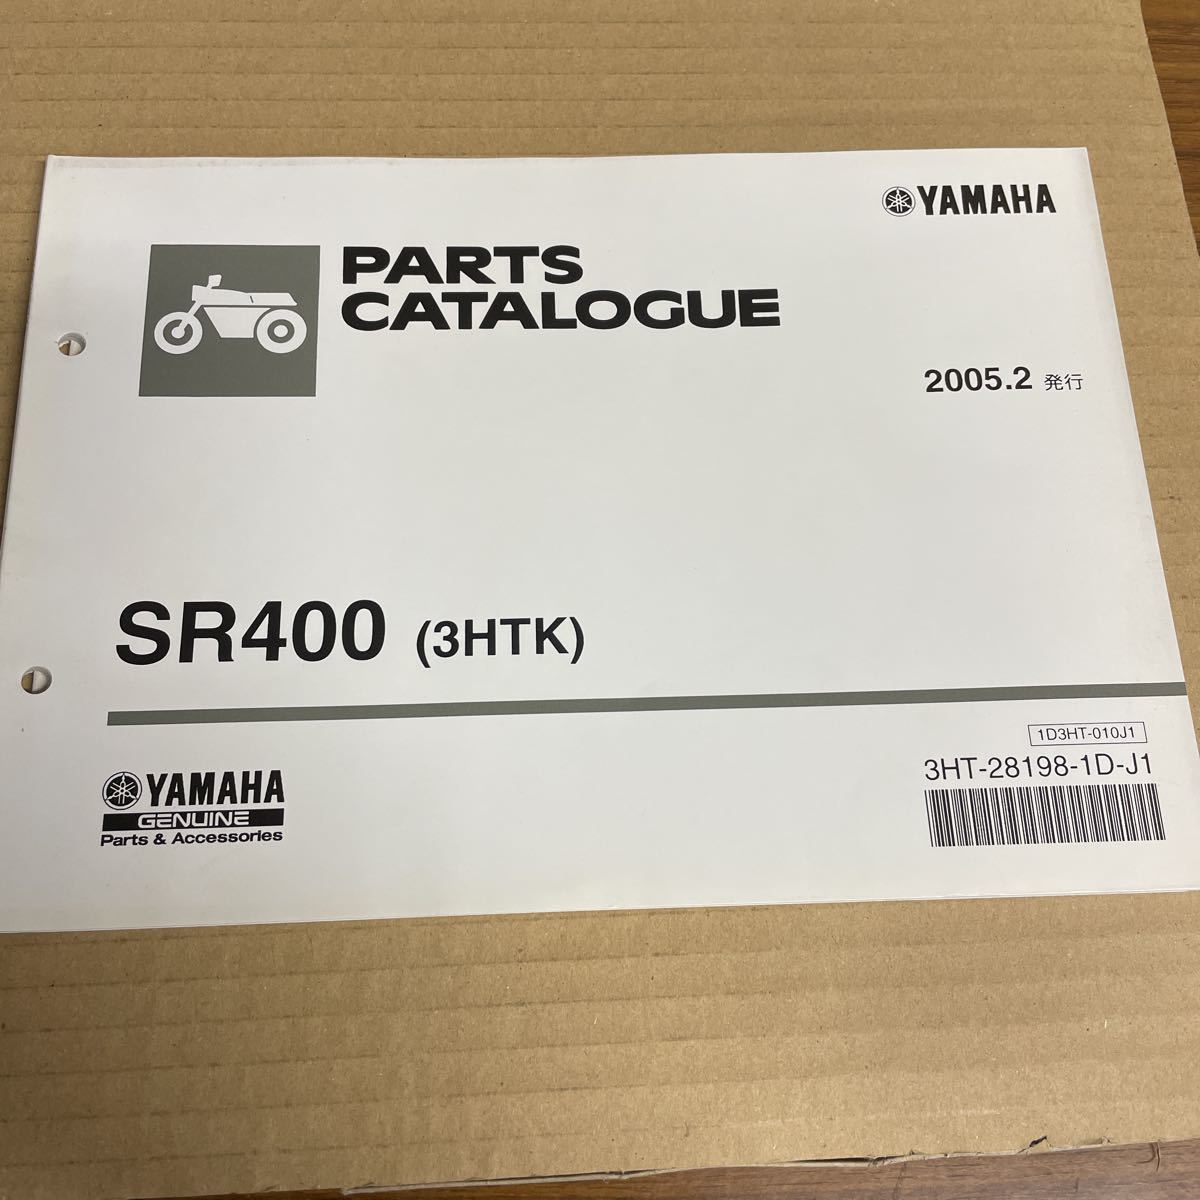 YAMAHA
PARTS
CATALOGUE
2005.2 発行
SR400 (3HTK)
1D3HT-010J1
3HT-28198-1D-J1
YAMAHA
GENUINE
Parts & Accessories